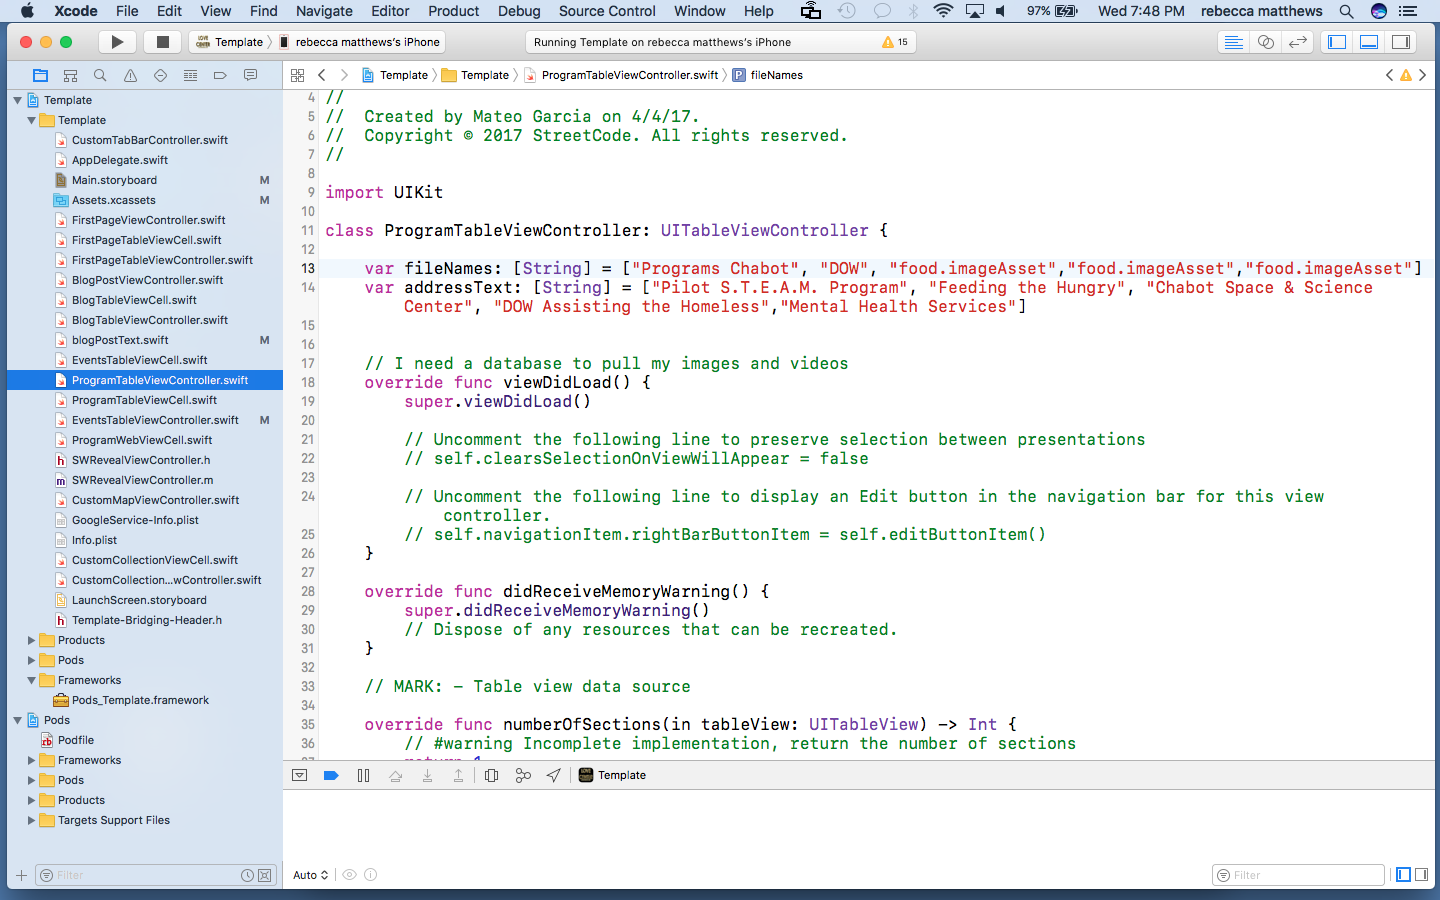 Xcode File Edit View Find Navigate Editor Product Debug Source Control Window Help 97% Wed 7:48 PM rebecca matthews
Template rebecca matthews's iPhone Running Template on rebecca matthews's iPhone 15
Template Template ProgramTableViewController.swift P fileNames
Template
Template
CustomTabBarController.swift
AppDelegate.swift
Main.storyboard M
Assets.xcassets M
FirstPageViewController.swift
FirstPageTableViewCell.swift
FirstPageTableViewController.swift
BlogPostViewController.swift
BlogTableViewCell.swift
BlogTableViewController.swift
blogPostText.swift M
EventsTableViewCell.swift
ProgramTableViewController.swift
ProgramTableViewCell.swift
EventsTableViewController.swift M
ProgramWebViewCell.swift
h SWRevealViewController.h
m SWRevealViewController.m
CustomMapViewController.swift
GoogleService-Info.plist
Info.plist
CustomCollectionViewCell.swift
CustomCollection...wController.swift
LaunchScreen.storyboard
h Template-Bridging-Header.h
Products
Pods
Frameworks
Pods_Template.framework
Pods
rb Podfile
Frameworks
Pods
Products
Targets Support Files
Filter
4 //
5 //  Created by Mateo Garcia on 4/4/17.
6 //  Copyright © 2017 StreetCode. All rights reserved.
7 //
8
9 import UIKit
10
11 class ProgramTableViewController: UITableViewController {
12
13 var fileNames: [String] = ["Programs Chabot", "DOW", "food.imageAsset","food.imageAsset","food.imageAsset"]
14 var addressText: [String] = ["Pilot S.T.E.A.M. Program", "Feeding the Hungry", "Chabot Space & Science
Center", "DOW Assisting the Homeless","Mental Health Services"]
15
16
17 // I need a database to pull my images and videos
18 override func viewDidLoad() {
19 super.viewDidLoad()
20
21 // Uncomment the following line to preserve selection between presentations
22 // self.clearsSelectionOnViewWillAppear = false
23
24 // Uncomment the following line to display an Edit button in the navigation bar for this view
controller.
25 // self.navigationItem.rightBarButtonItem = self.editButtonItem()
26 }
27
28 override func didReceiveMemoryWarning() {
29 super.didReceiveMemoryWarning()
30 // Dispose of any resources that can be recreated.
31 }
32
33 // MARK: - Table view data source
34
35 override func numberOfSections(in tableView: UITableView) -> Int {
36 // #warning Incomplete implementation, return the number of sections
Template
Auto Filter